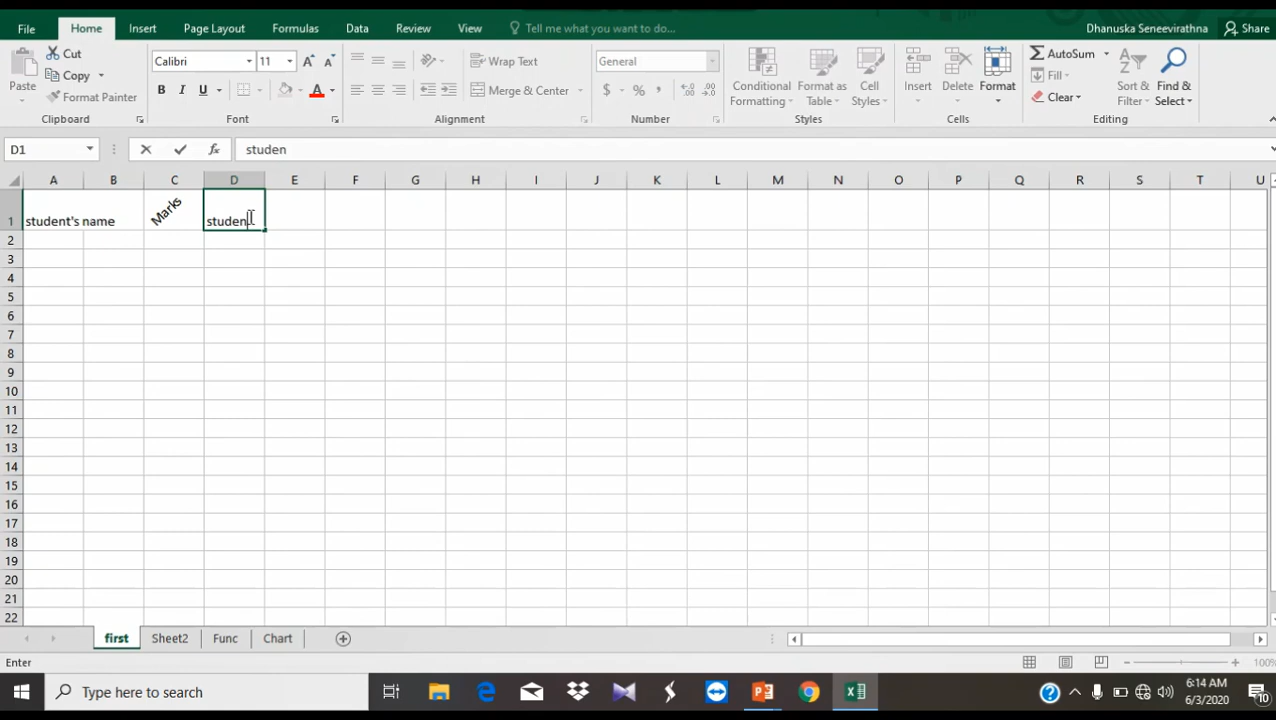 File Home Insert Page Layout Formulas Data Review View Tell me what you want to do... Dhanuska Seneevirathna Share
Cut
Copy
Format Painter
Paste
Clipboard
Calibri 11
B I U
Font
Wrap Text
Merge & Center
Alignment
General
$ % ,
Number
Conditional Formatting
Format as Table
Cell Styles
Styles
Insert Delete Format
Cells
AutoSum
Fill
Clear
Sort & Filter
Find & Select
Editing
D1 fx studen
A B C D E F G H I J K L M N O P Q R S T U
1 student's name Marks studen
2
3
4
5
6
7
8
9
10
11
12
13
14
15
16
17
18
19
20
21
22
first Sheet2 Func Chart
Enter 100%
Type here to search
6:14 AM
6/3/2020
10